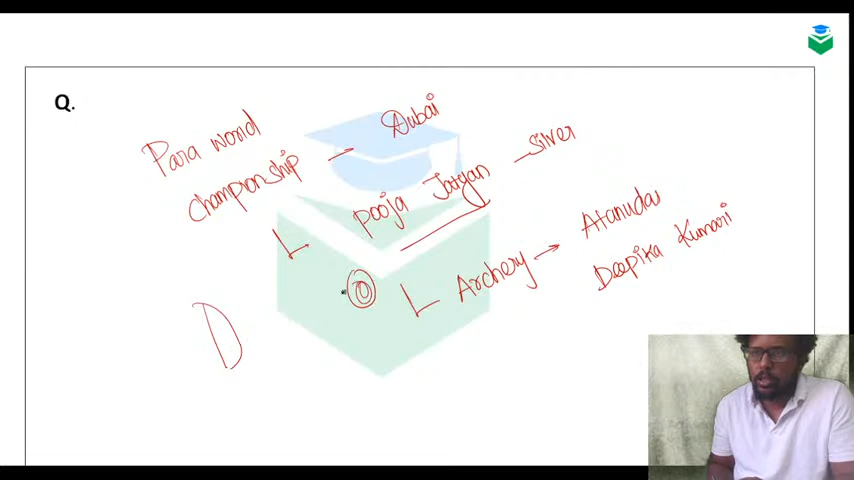 Q.
Para world championship - Dubai
L Pooja Jatyan - silver
L Archery → Atanudas
Deepika Kumari
D